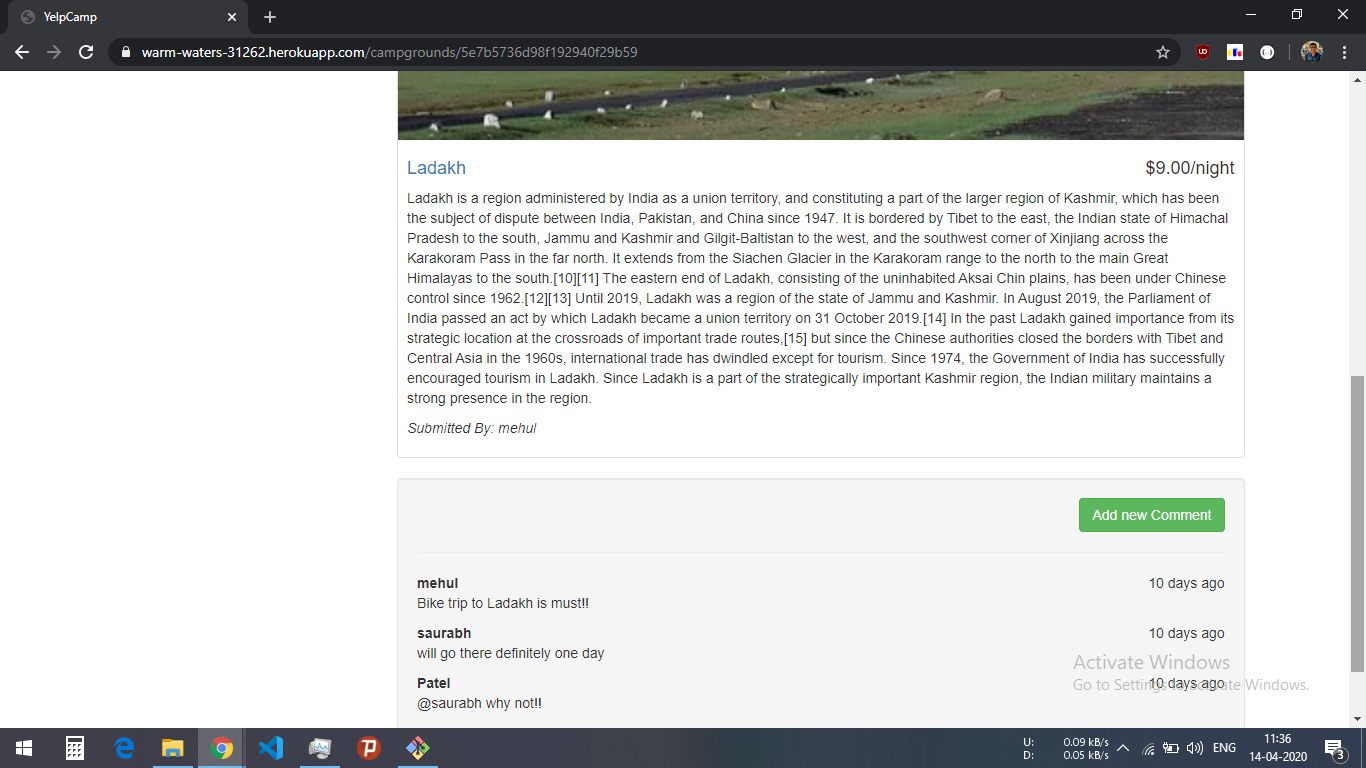 YelpCamp
warm-waters-31262.herokuapp.com/campgrounds/5e7b5736d98f192940f29b59
Ladakh $9.00/night
Ladakh is a region administered by India as a union territory, and constituting a part of the larger region of Kashmir, which has been
the subject of dispute between India, Pakistan, and China since 1947. It is bordered by Tibet to the east, the Indian state of Himachal
Pradesh to the south, Jammu and Kashmir and Gilgit-Baltistan to the west, and the southwest corner of Xinjiang across the
Karakoram Pass in the far north. It extends from the Siachen Glacier in the Karakoram range to the north to the main Great
Himalayas to the south.[10][11] The eastern end of Ladakh, consisting of the uninhabited Aksai Chin plains, has been under Chinese
control since 1962.[12][13] Until 2019, Ladakh was a region of the state of Jammu and Kashmir. In August 2019, the Parliament of
India passed an act by which Ladakh became a union territory on 31 October 2019.[14] In the past Ladakh gained importance from its
strategic location at the crossroads of important trade routes,[15] but since the Chinese authorities closed the borders with Tibet and
Central Asia in the 1960s, international trade has dwindled except for tourism. Since 1974, the Government of India has successfully
encouraged tourism in Ladakh. Since Ladakh is a part of the strategically important Kashmir region, the Indian military maintains a
strong presence in the region.
Submitted By: mehul
Add new Comment
mehul 10 days ago
Bike trip to Ladakh is must!!
saurabh 10 days ago
will go there definitely one day
Activate Windows
Patel 10 days ago
Go to Settings to activate Windows.
@saurabh why not!!
U: 0.09 kB/s
D: 0.05 kB/s
ENG
11:36
14-04-2020
3